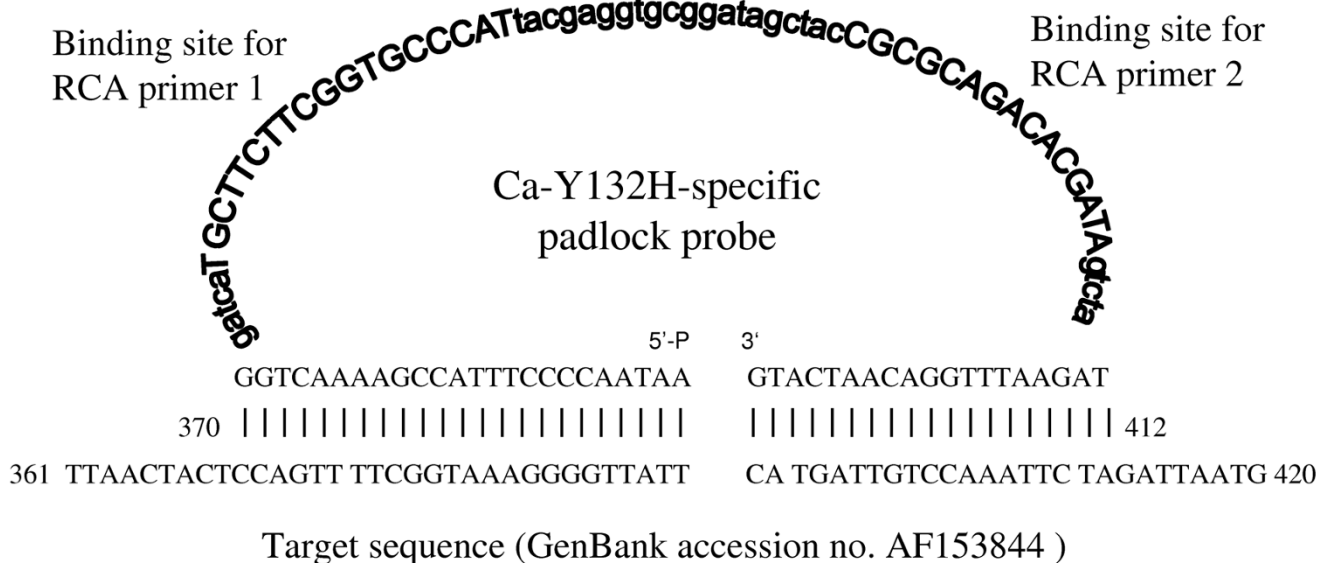 gatcaTGCTTCTTCGGTGCCCATtacgaggtgcggatagctacCGCGCAGACACGATAgtcta
Binding site for
RCA primer 1
Binding site for
RCA primer 2
Ca-Y132H-specific
padlock probe
5'-P 3'
GGTCAAAAGCCATTTCCCCAATAA GTACTAACAGGTTTAAGAT
370 | | | | | | | | | | | | | | | | | | | | | | | | | | | | | | | | | | | | | | | | | | 412
361 TTAACTACTCCAGTT TTCGGTAAAGGGGTTATT CA TGATTGTCCAAATTC TAGATTAATG 420
Target sequence (GenBank accession no. AF153844 )